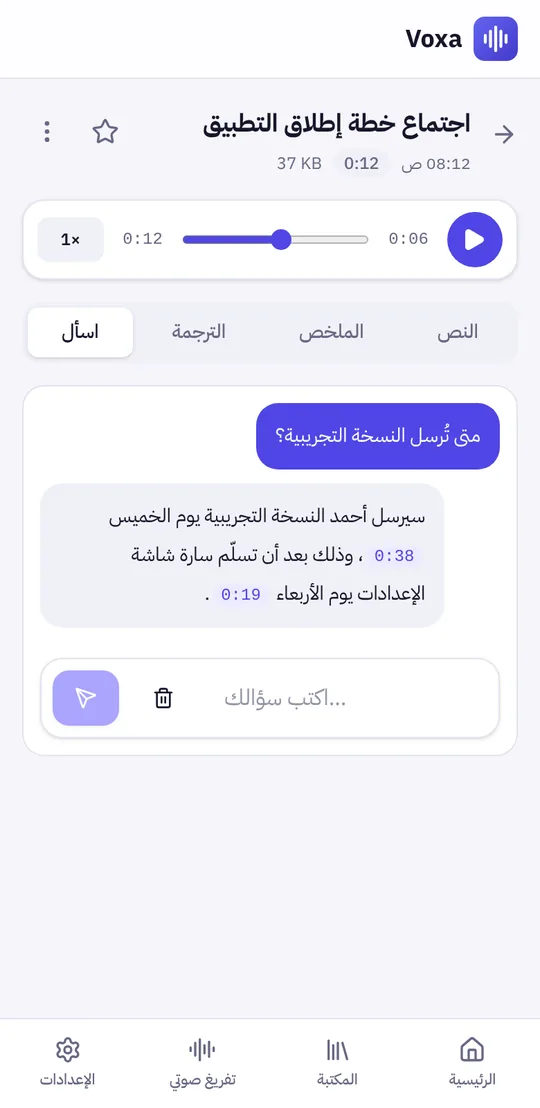 Voxa
اجتماع خطة إطلاق التطبيق
08:12 ص 0:12 37 KB
0:06 0:12 1×
النص الملخص الترجمة اسأل
متى تُرسل النسخة التجريبية؟
سيرسل أحمد النسخة التجريبية يوم الخميس
0:38 ، وذلك بعد أن تسلّم سارة شاشة
الإعدادات يوم الأربعاء 0:19 .
اكتب سؤالك...
الرئيسية المكتبة تفريغ صوتي الإعدادات